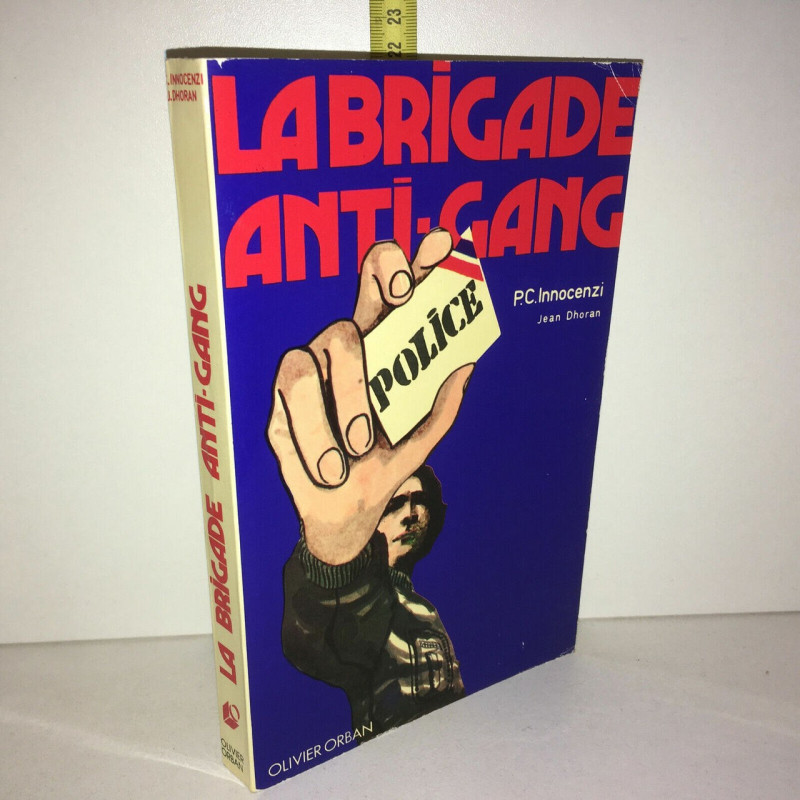 22 23
P.C. INNOCENZI
J. DHORAN
LA BRIGADE ANTI-GANG
OLIVIER
ORBAN
LA BRIGADE
ANTI-GANG
P.C. Innocenzi
Jean Dhoran
POLICE
OLIVIER ORBAN